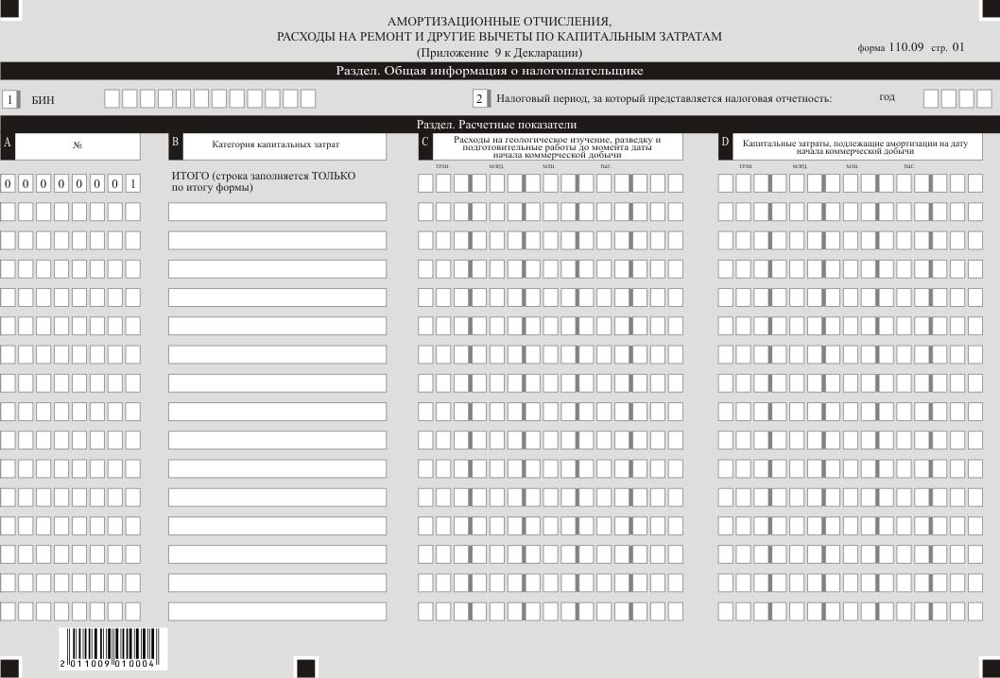 АМОРТИЗАЦИОННЫЕ ОТЧИСЛЕНИЯ,
РАСХОДЫ НА РЕМОНТ И ДРУГИЕ ВЫЧЕТЫ ПО КАПИТАЛЬНЫМ ЗАТРАТАМ
(Приложение 9 к Декларации)
форма 110.09 стр. 01
Раздел. Общая информация о налогоплательщике
1 БИН
2 Налоговый период, за который представляется налоговая отчетность: год
Раздел. Расчетные показатели
A №
B Категория капитальных затрат
C Расходы на геологическое изучение, разведку и
подготовительные работы до момента даты
начала коммерческой добычи
D Капитальные затраты, подлежащие амортизации на дату
начала коммерческой добычи
ТРЛН. МЛРД. МЛН. ТЫС. ТРЛН. МЛРД. МЛН. ТЫС.
0 0 0 0 0 0 0 1
ИТОГО (строка заполняется ТОЛЬКО
по итогу формы)
2 011009 010004